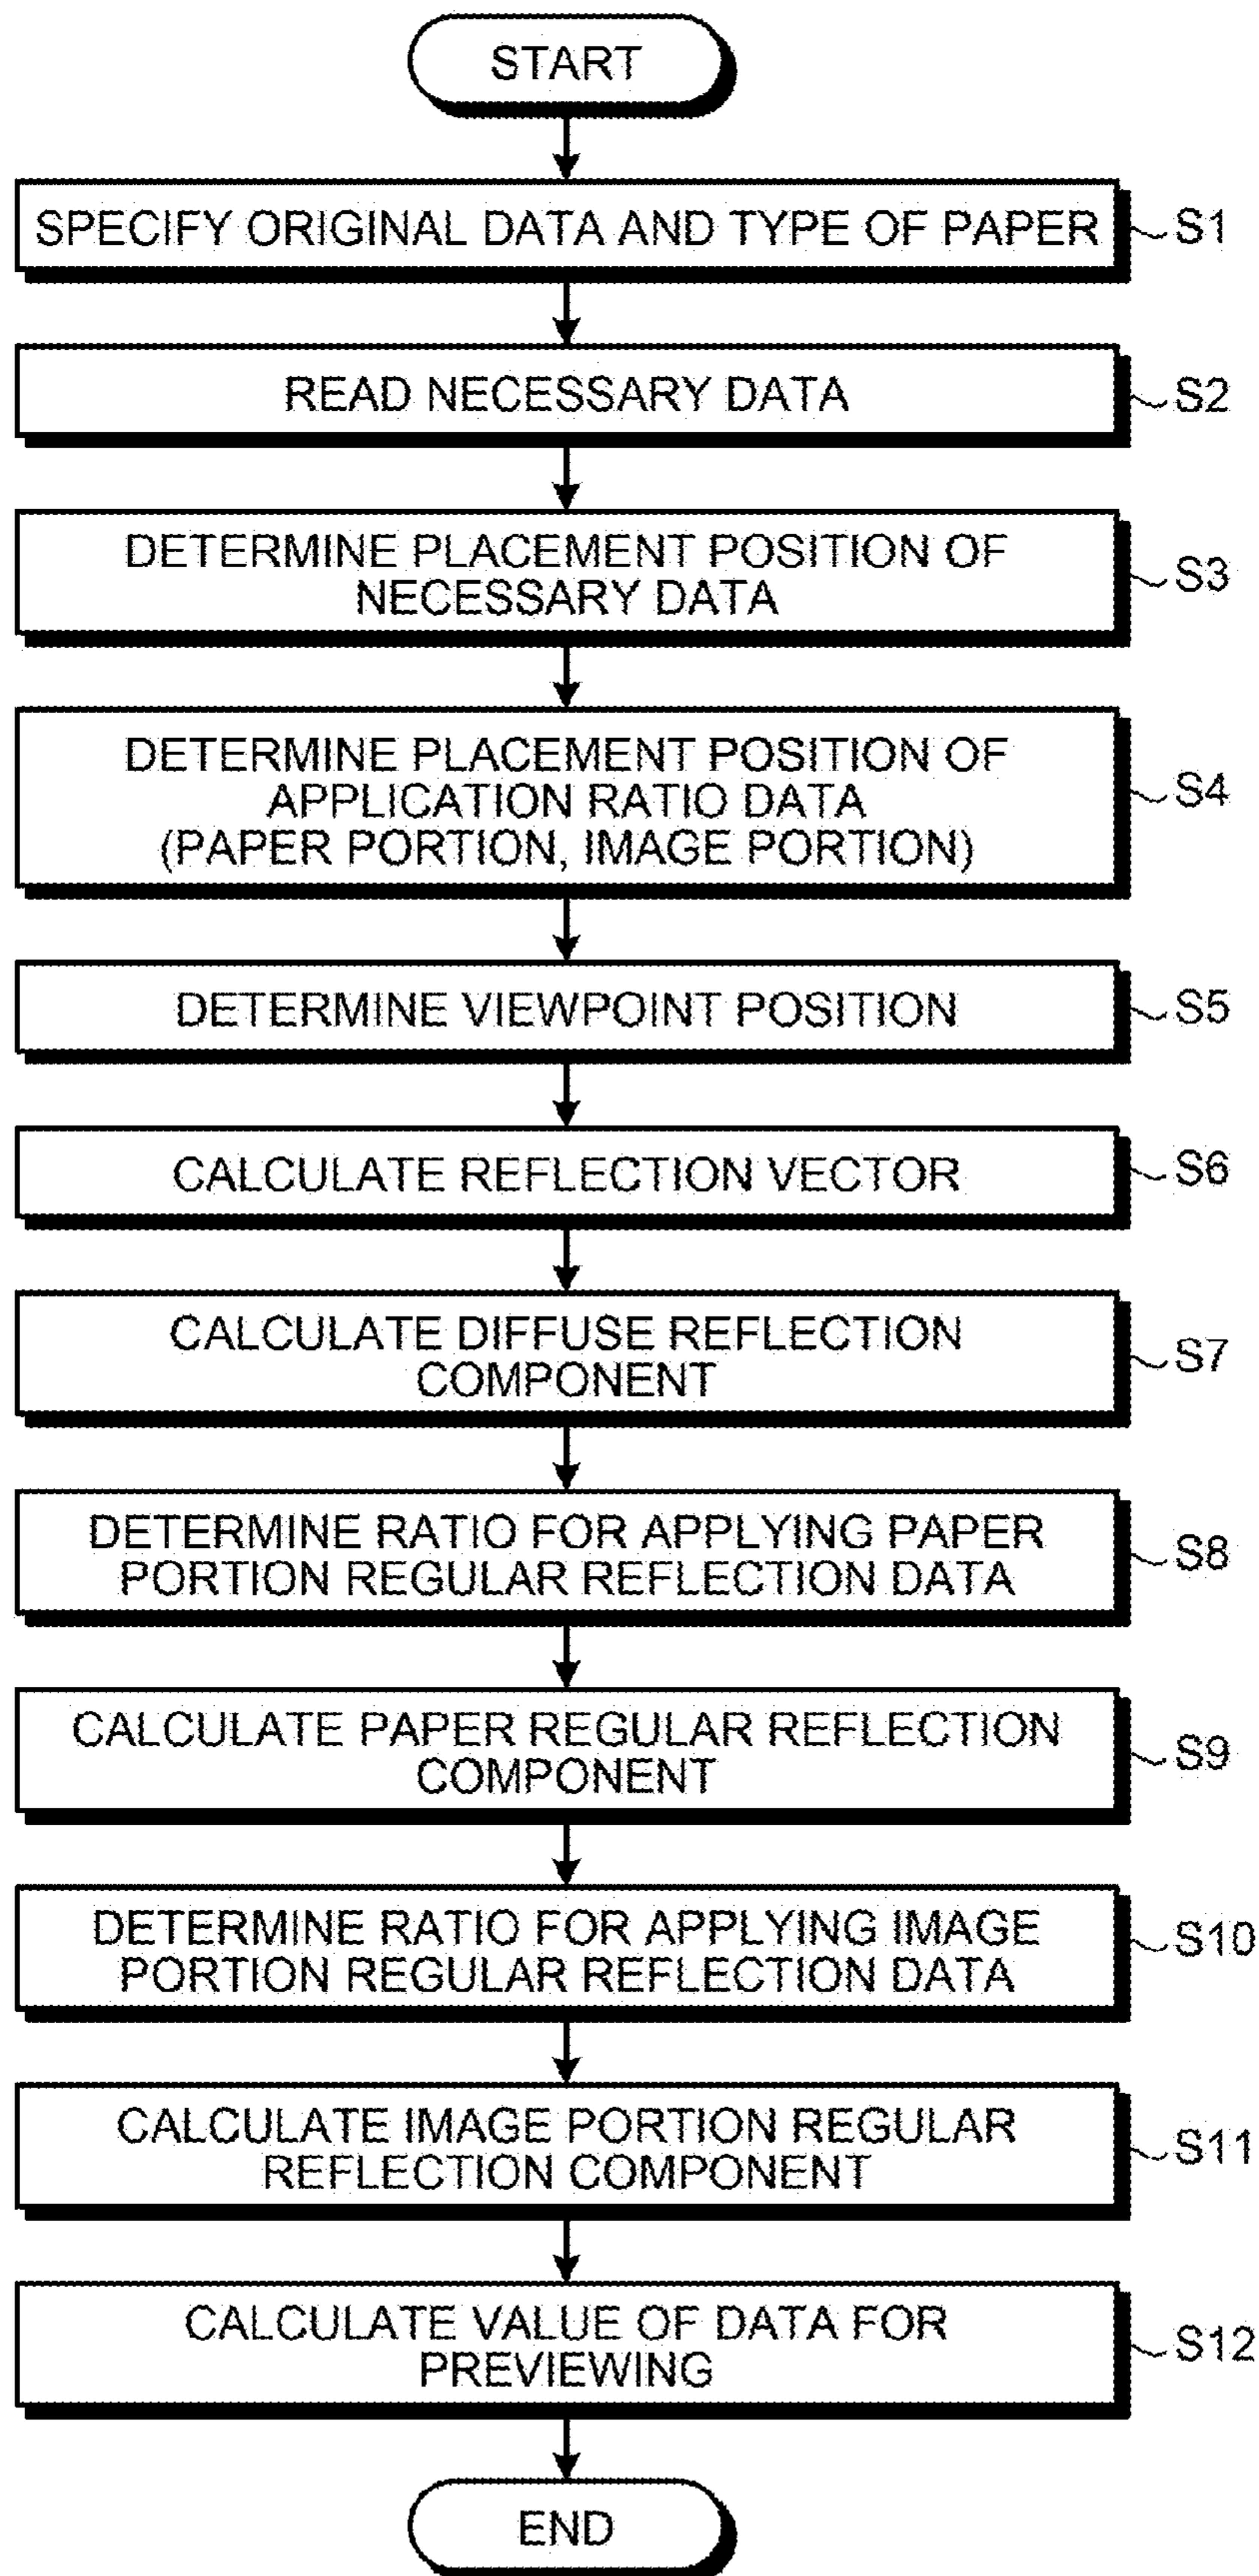 START
SPECIFY ORIGINAL DATA AND TYPE OF PAPER
S1
READ NECESSARY DATA
S2
DETERMINE PLACEMENT POSITION OF
NECESSARY DATA
S3
DETERMINE PLACEMENT POSITION OF
APPLICATION RATIO DATA
(PAPER PORTION, IMAGE PORTION)
S4
DETERMINE VIEWPOINT POSITION
S5
CALCULATE REFLECTION VECTOR
S6
CALCULATE DIFFUSE REFLECTION
COMPONENT
S7
DETERMINE RATIO FOR APPLYING PAPER
PORTION REGULAR REFLECTION DATA
S8
CALCULATE PAPER REGULAR REFLECTION
COMPONENT
S9
DETERMINE RATIO FOR APPLYING IMAGE
PORTION REGULAR REFLECTION DATA
S10
CALCULATE IMAGE PORTION REGULAR
REFLECTION COMPONENT
S11
CALCULATE VALUE OF DATA FOR
PREVIEWING
S12
END